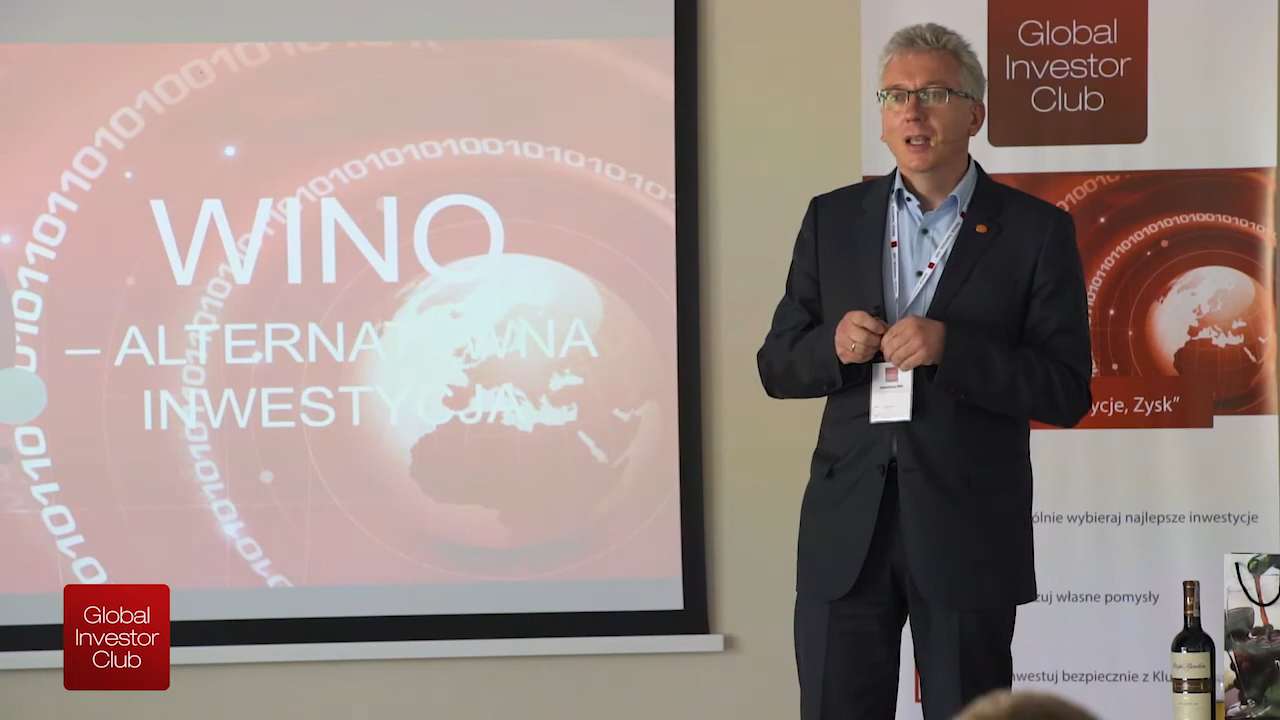 WINO
– ALTERNATYWNA
INWESTYCJA
Global
Investor
Club
Global
Investor
Club
ycje, Zysk”
ólnie wybieraj najlepsze inwestycje
zuj własne pomysły
nwestuj bezpiecznie z Klu